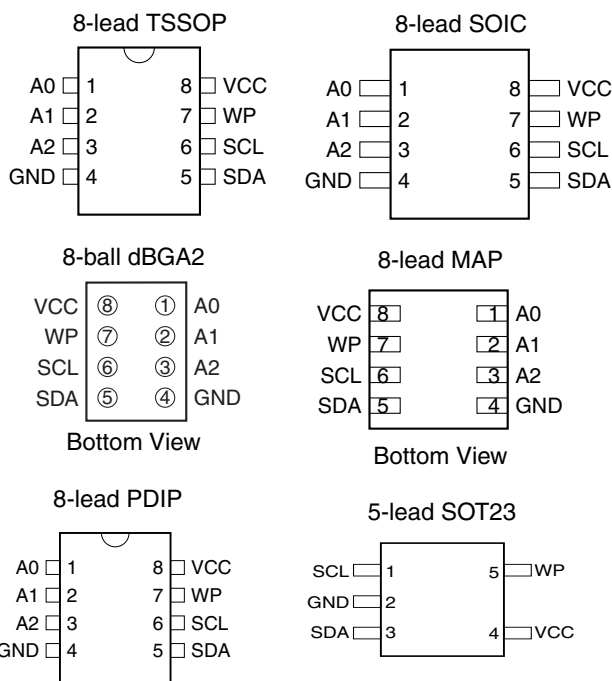 8-lead TSSOP
A0 1 8 VCC
A1 2 7 WP
A2 3 6 SCL
GND 4 5 SDA
8-lead SOIC
A0 1 8 VCC
A1 2 7 WP
A2 3 6 SCL
GND 4 5 SDA
8-ball dBGA2
VCC 8 1 A0
WP 7 2 A1
SCL 6 3 A2
SDA 5 4 GND
Bottom View
8-lead MAP
VCC 8 1 A0
WP 7 2 A1
SCL 6 3 A2
SDA 5 4 GND
Bottom View
8-lead PDIP
A0 1 8 VCC
A1 2 7 WP
A2 3 6 SCL
GND 4 5 SDA
5-lead SOT23
SCL 1 5 WP
GND 2
SDA 3 4 VCC